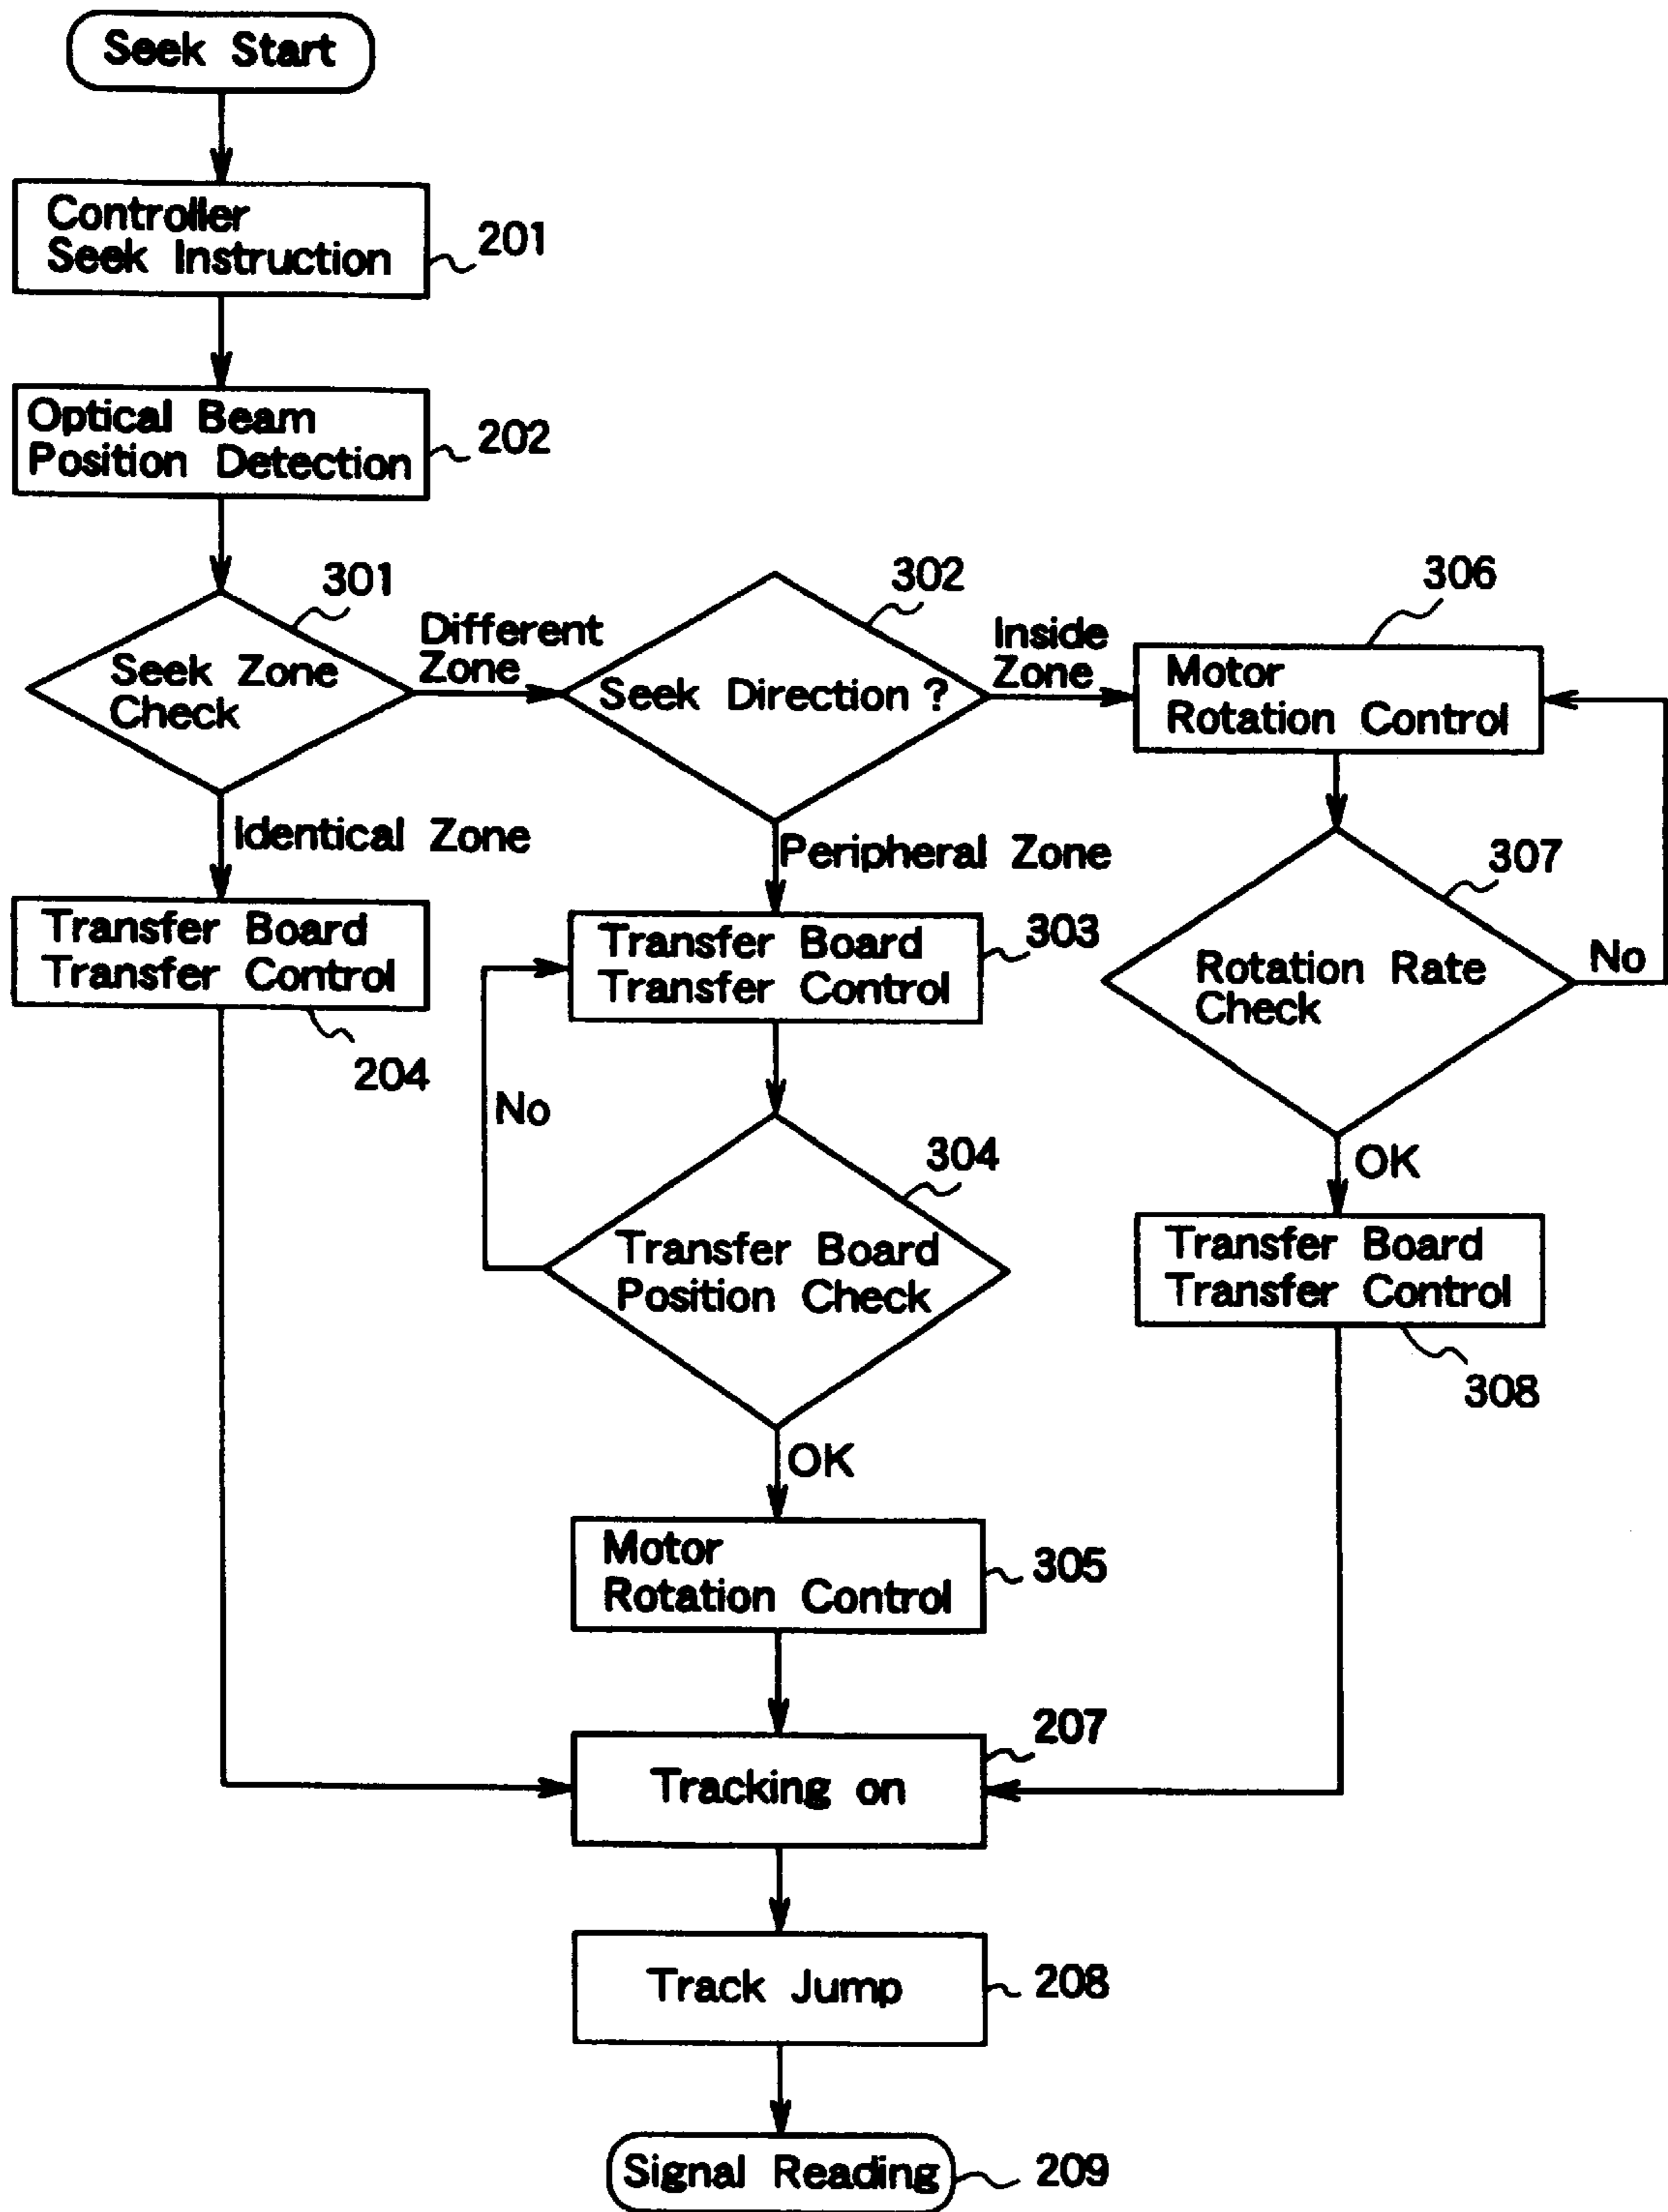 Seek Start
Controller
Seek Instruction
201
Optical Beam
Position Detection
202
301
Seek Zone
Check
Different
Zone
302
Seek Direction ?
Inside
Zone
306
Motor
Rotation Control
Identical Zone
Peripheral Zone
307
Rotation Rate
Check
No
Transfer Board
Transfer Control
204
Transfer Board
Transfer Control
303
No
304
Transfer Board
Position Check
OK
Transfer Board
Transfer Control
308
OK
Motor
Rotation Control
305
207
Tracking on
Track Jump
208
Signal Reading
209